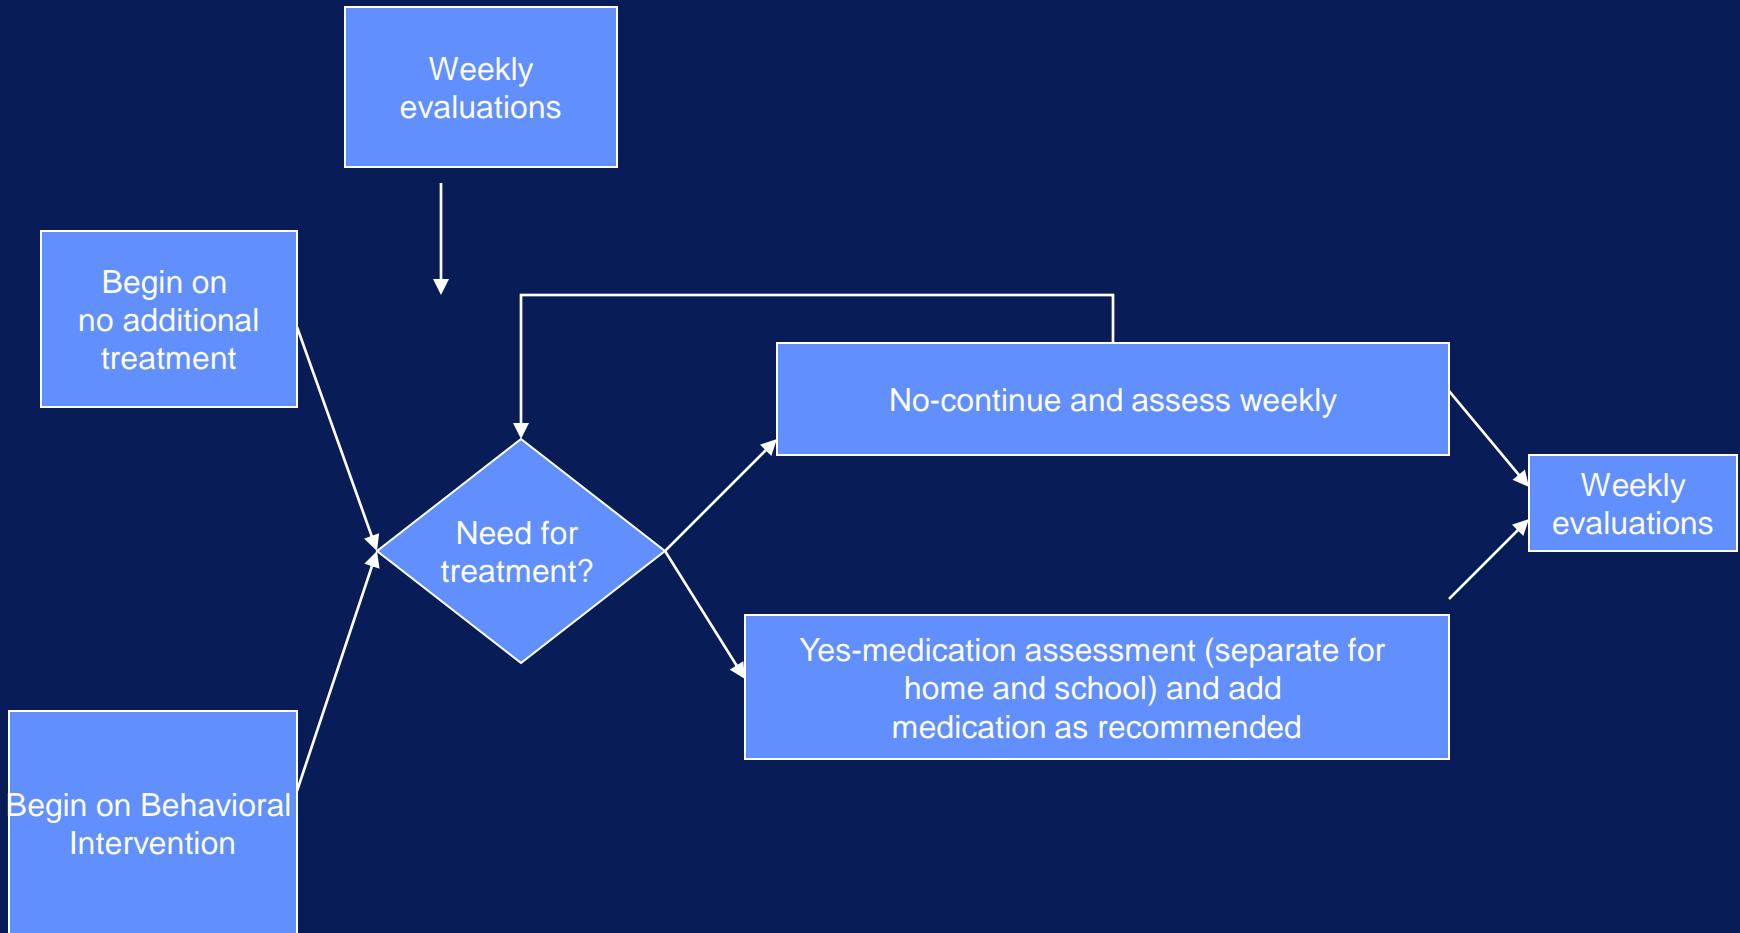 Weekly
evaluations
Begin on
no additional
treatment
No-continue and assess weekly
Need for
treatment?
Weekly
evaluations
Yes-medication assessment (separate for
home and school) and add
medication as recommended
Begin on Behavioral
Intervention